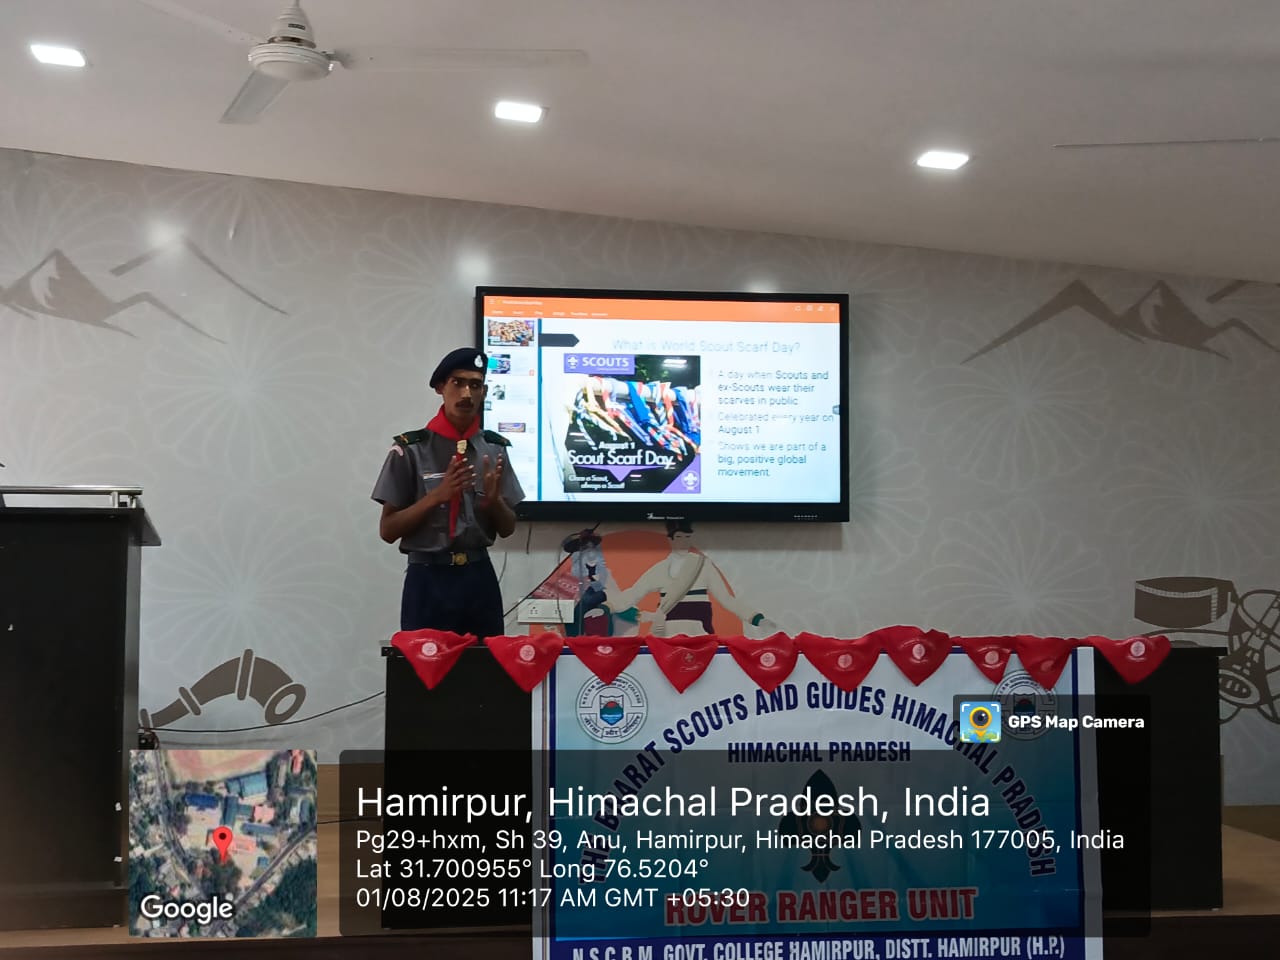 What is World Scout Scarf Day?
SCOUTS
August 1
Scout Scarf Day
Once a Scout,
always a Scout!
A day when Scouts and
ex-Scouts wear their
scarves in public
Celebrated every year on
August 1
Shows we are part of a
big, positive global
movement.
THE BARAT SCOUTS AND GUIDES HIMACHAL PRADESH
HIMACHAL PRADESH
ROVER RANGER UNIT
N.S.C.B.M. GOVT. COLLEGE HAMIRPUR, DISTT. HAMIRPUR (H.P.)
GPS Map Camera
Hamirpur, Himachal Pradesh, India
Pg29+hxm, Sh 39, Anu, Hamirpur, Himachal Pradesh 177005, India
Lat 31.700955° Long 76.5204°
01/08/2025 11:17 AM GMT +05:30
Google